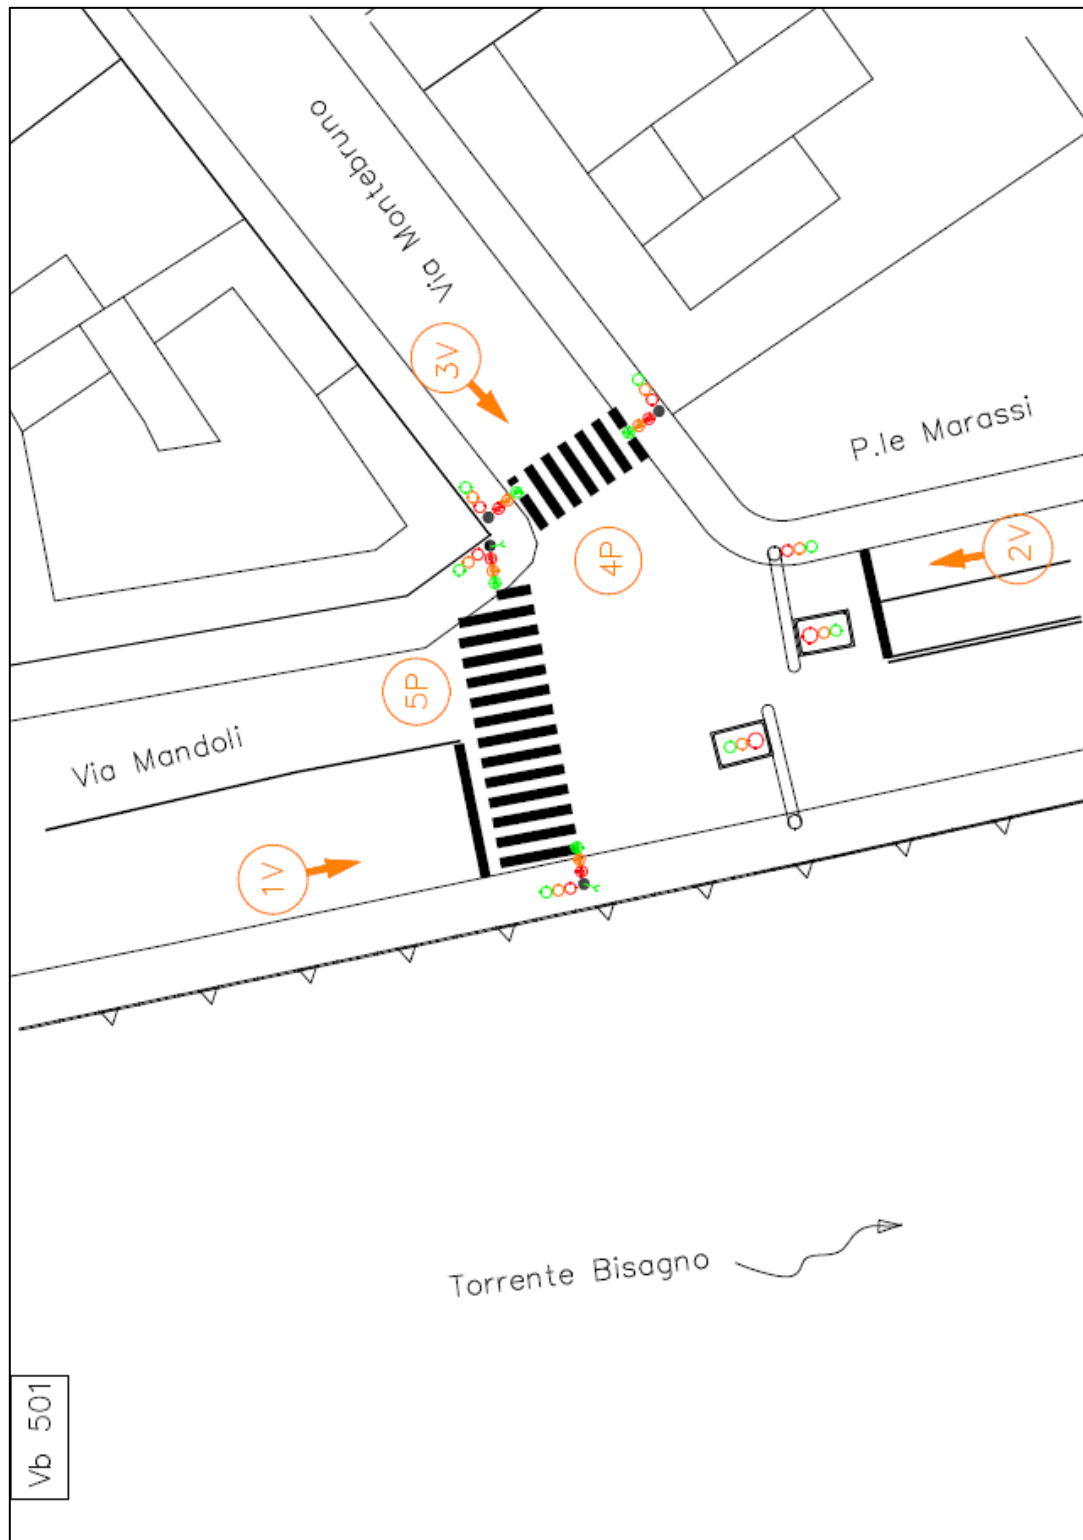 Via Montebruno
3V
P.le Marassi
2V
4P
5P
Via Mandoli
1V
Torrente Bisagno
Vb 501